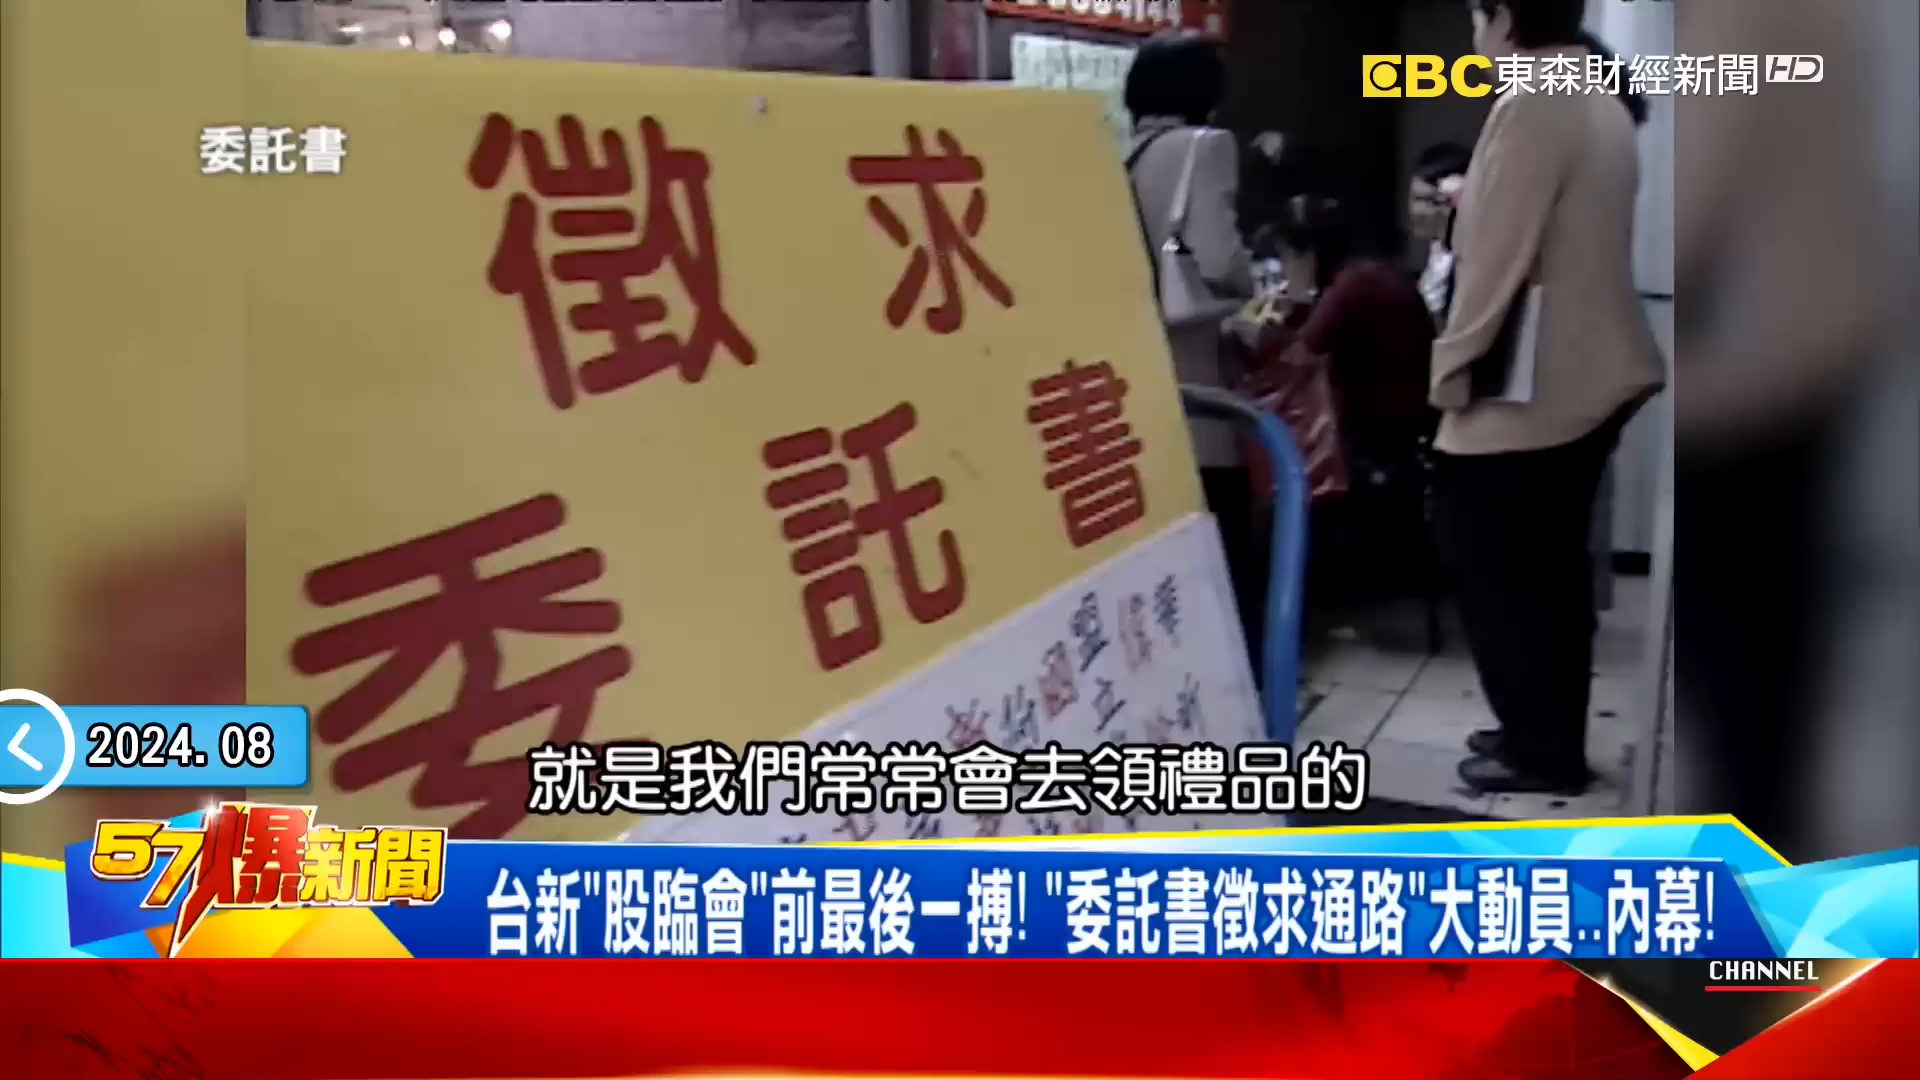 EBC東森財經新聞HD
委託書
徵求
委託書
2024.08
就是我們常常會去領禮品的
57爆新聞
台新"股臨會"前最後一搏!"委託書徵求通路"大動員..內幕!
CHANNEL